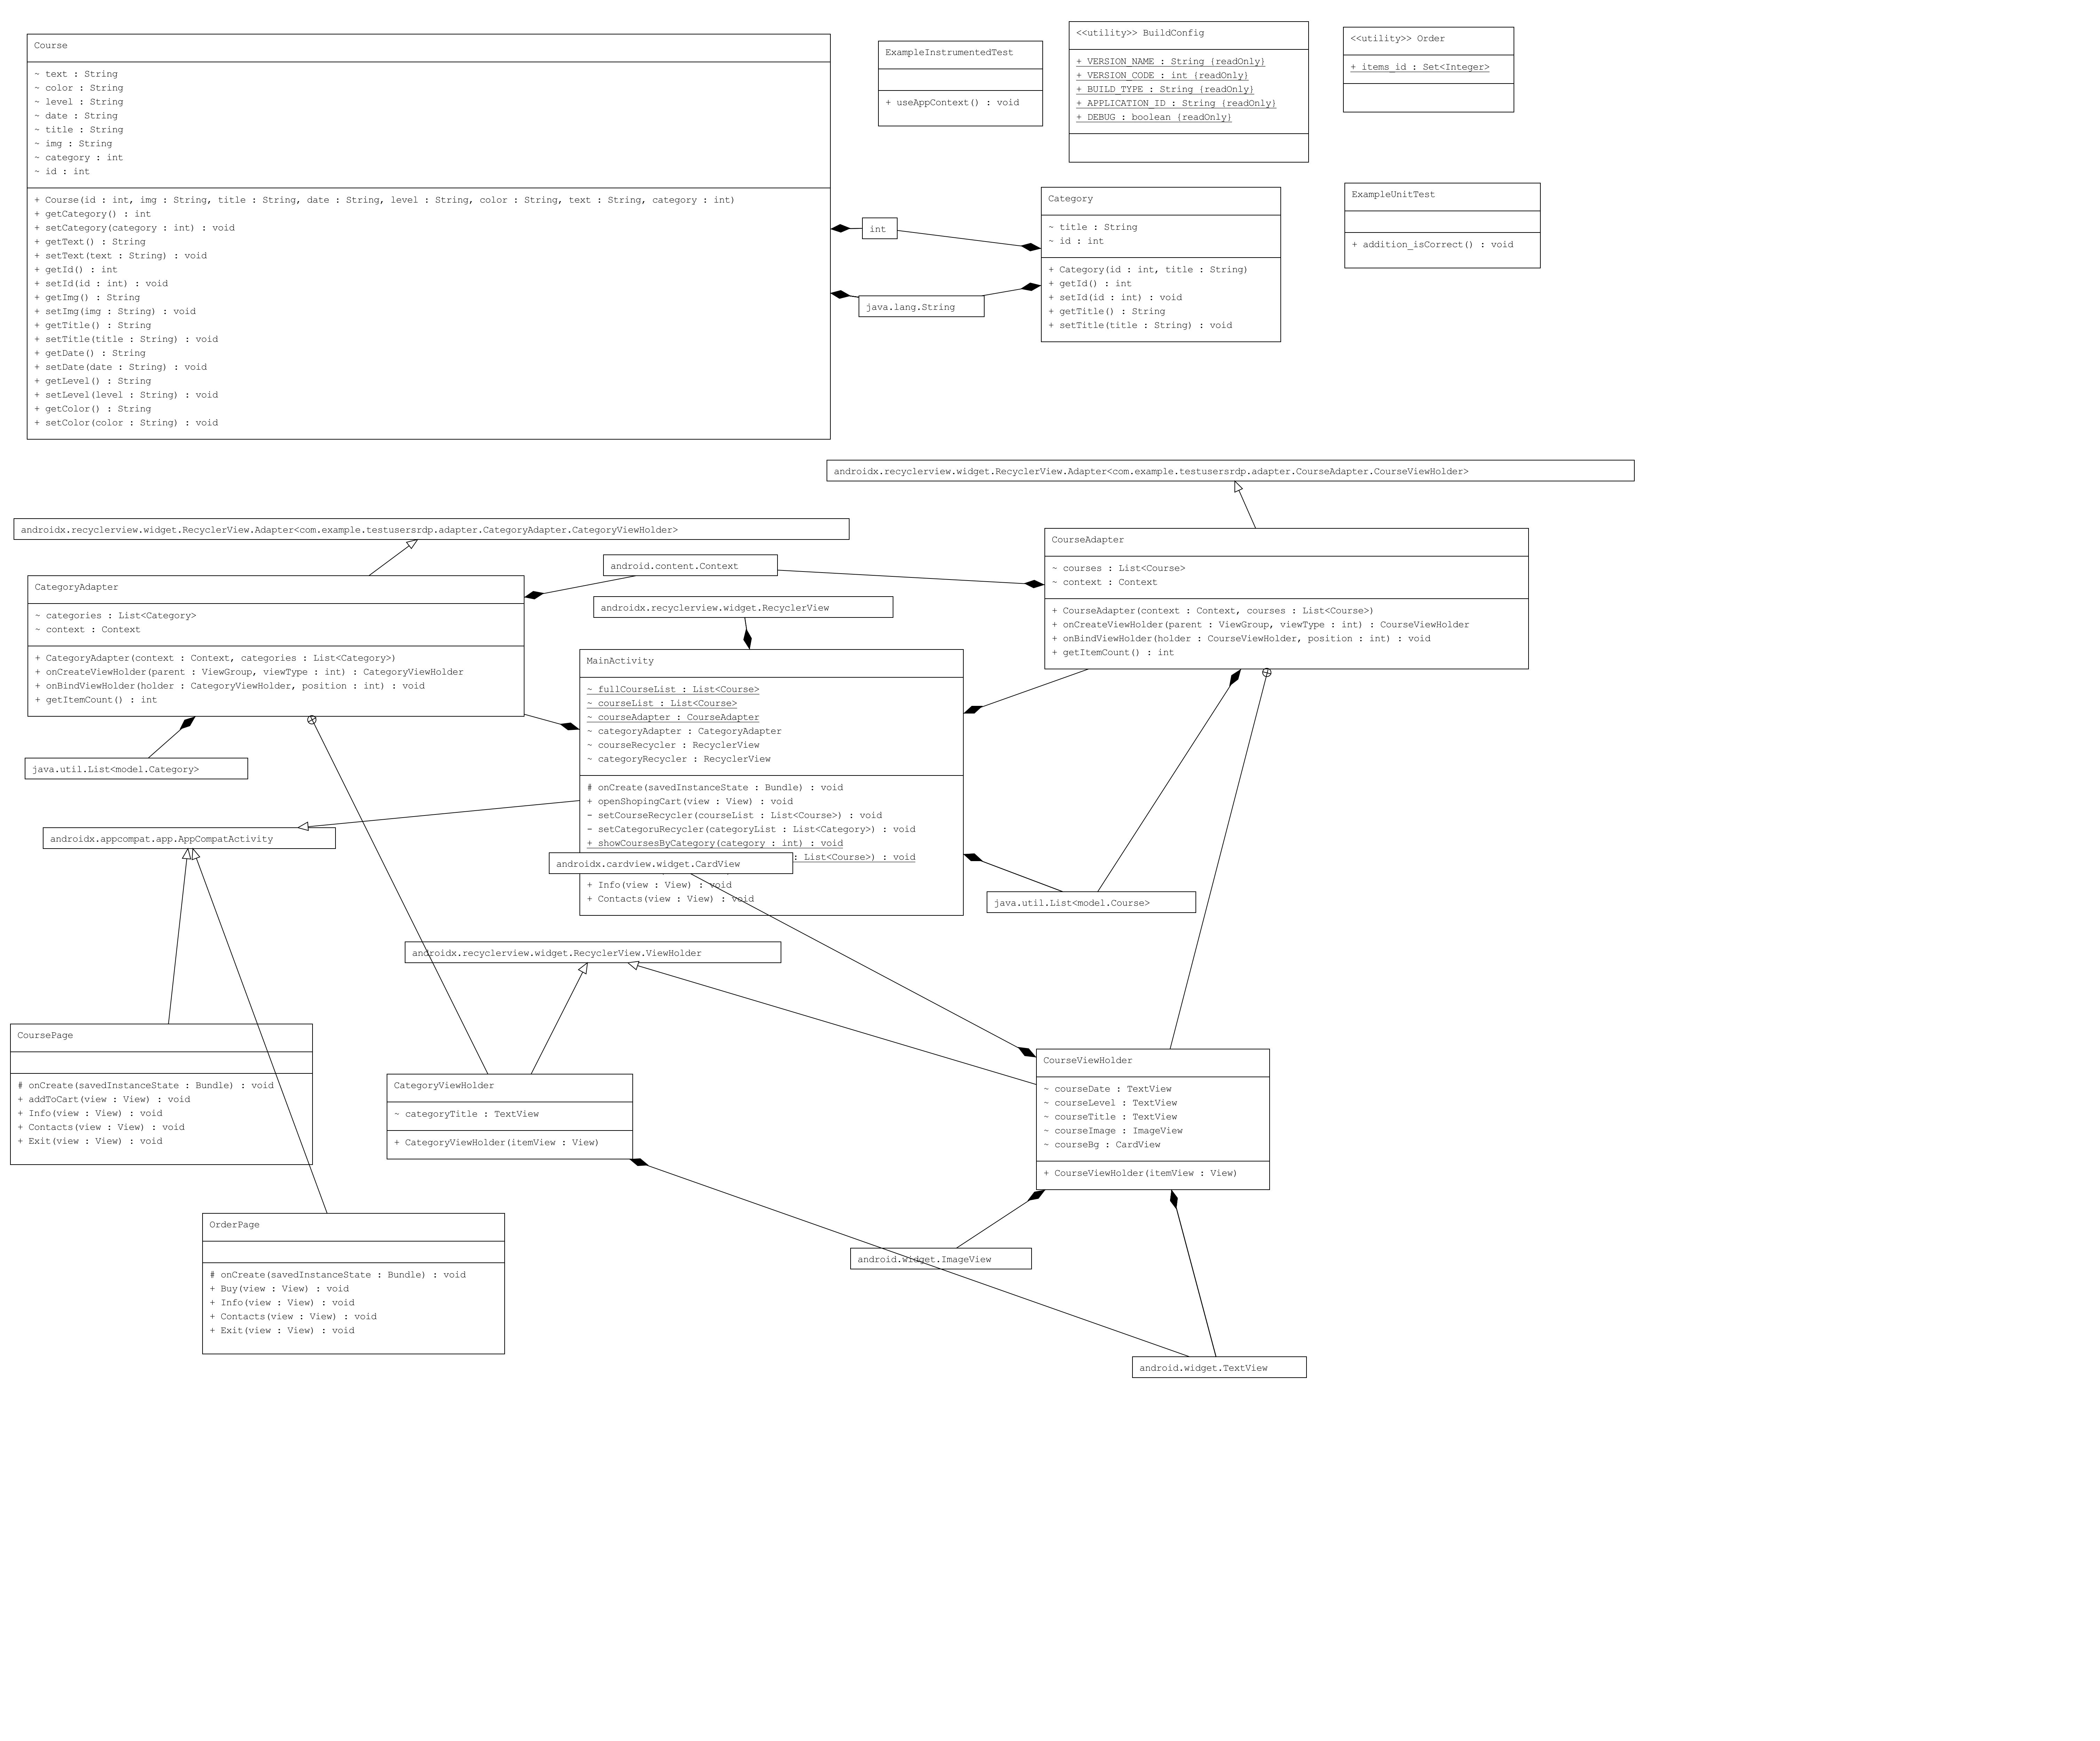 Course
~ text : String
~ color : String
~ level : String
~ date : String
~ title : String
~ img : String
~ category : int
~ id : int
+ Course(id : int, img : String, title : String, date : String, level : String, color : String, text : String, category : int)
+ getCategory() : int
+ setCategory(category : int) : void
+ getText() : String
+ setText(text : String) : void
+ getId() : int
+ setId(id : int) : void
+ getImg() : String
+ setImg(img : String) : void
+ getTitle() : String
+ setTitle(title : String) : void
+ getDate() : String
+ setDate(date : String) : void
+ getLevel() : String
+ setLevel(level : String) : void
+ getColor() : String
+ setColor(color : String) : void
ExampleInstrumentedTest
+ useAppContext() : void
<<utility>> BuildConfig
+ VERSION_NAME : String {readOnly}
+ VERSION_CODE : int {readOnly}
+ BUILD_TYPE : String {readOnly}
+ APPLICATION_ID : String {readOnly}
+ DEBUG : boolean {readOnly}
<<utility>> Order
+ items_id : Set<Integer>
int
java.lang.String
Category
~ title : String
~ id : int
+ Category(id : int, title : String)
+ getId() : int
+ setId(id : int) : void
+ getTitle() : String
+ setTitle(title : String) : void
ExampleUnitTest
+ addition_isCorrect() : void
androidx.recyclerview.widget.RecyclerView.Adapter<com.example.testusersrdp.adapter.CourseAdapter.CourseViewHolder>
androidx.recyclerview.widget.RecyclerView.Adapter<com.example.testusersrdp.adapter.CategoryAdapter.CategoryViewHolder>
CategoryAdapter
~ categories : List<Category>
~ context : Context
+ CategoryAdapter(context : Context, categories : List<Category>)
+ onCreateViewHolder(parent : ViewGroup, viewType : int) : CategoryViewHolder
+ onBindViewHolder(holder : CategoryViewHolder, position : int) : void
+ getItemCount() : int
android.content.Context
androidx.recyclerview.widget.RecyclerView
CourseAdapter
~ courses : List<Course>
~ context : Context
+ CourseAdapter(context : Context, courses : List<Course>)
+ onCreateViewHolder(parent : ViewGroup, viewType : int) : CourseViewHolder
+ onBindViewHolder(holder : CourseViewHolder, position : int) : void
+ getItemCount() : int
MainActivity
~ fullCourseList : List<Course>
~ courseList : List<Course>
~ courseAdapter : CourseAdapter
~ categoryAdapter : CategoryAdapter
~ courseRecycler : RecyclerView
~ categoryRecycler : RecyclerView
# onCreate(savedInstanceState : Bundle) : void
+ openShopingCart(view : View) : void
- setCourseRecycler(courseList : List<Course>) : void
- setCategoruRecycler(categoryList : List<Category>) : void
+ showCoursesByCategory(category : int) : void
: List<Course>) : void
+ Info(view : View) : void
+ Contacts(view : View) : void
java.util.List<model.Category>
androidx.appcompat.app.AppCompatActivity
androidx.cardview.widget.CardView
java.util.List<model.Course>
androidx.recyclerview.widget.RecyclerView.ViewHolder
CoursePage
# onCreate(savedInstanceState : Bundle) : void
+ addToCart(view : View) : void
+ Info(view : View) : void
+ Contacts(view : View) : void
+ Exit(view : View) : void
CategoryViewHolder
~ categoryTitle : TextView
+ CategoryViewHolder(itemView : View)
CourseViewHolder
~ courseDate : TextView
~ courseLevel : TextView
~ courseTitle : TextView
~ courseImage : ImageView
~ courseBg : CardView
+ CourseViewHolder(itemView : View)
OrderPage
# onCreate(savedInstanceState : Bundle) : void
+ Buy(view : View) : void
+ Info(view : View) : void
+ Contacts(view : View) : void
+ Exit(view : View) : void
android.widget.ImageView
android.widget.TextView